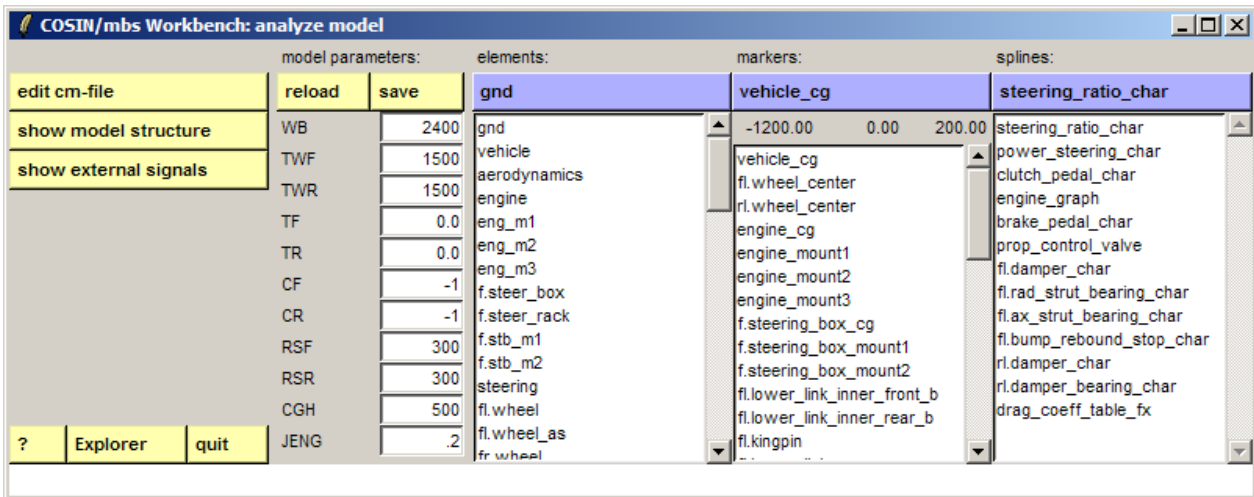 COSIN/mbs Workbench: analyze model
model parameters:
elements:
markers:
splines:
edit cm-file
show model structure
show external signals
? Explorer quit
reload save
WB 2400
TWF 1500
TWR 1500
TF 0.0
TR 0.0
CF -1
CR -1
RSF 300
RSR 300
CGH 500
JENG .2
gnd
gnd
vehicle
aerodynamics
engine
eng_m1
eng_m2
eng_m3
f.steer_box
f.steer_rack
f.stb_m1
f.stb_m2
steering
fl.wheel
fl.wheel_as
fr.wheel
vehicle_cg
-1200.00 0.00 200.00
vehicle_cg
fl.wheel_center
rl.wheel_center
engine_cg
engine_mount1
engine_mount2
engine_mount3
f.steering_box_cg
f.steering_box_mount1
f.steering_box_mount2
fl.lower_link_inner_front_b
fl.lower_link_inner_rear_b
fl.kingpin
steering_ratio_char
steering_ratio_char
power_steering_char
clutch_pedal_char
engine_graph
brake_pedal_char
prop_control_valve
fl.damper_char
fl.rad_strut_bearing_char
fl.ax_strut_bearing_char
fl.bump_rebound_stop_char
rl.damper_char
rl.damper_bearing_char
drag_coeff_table_fx